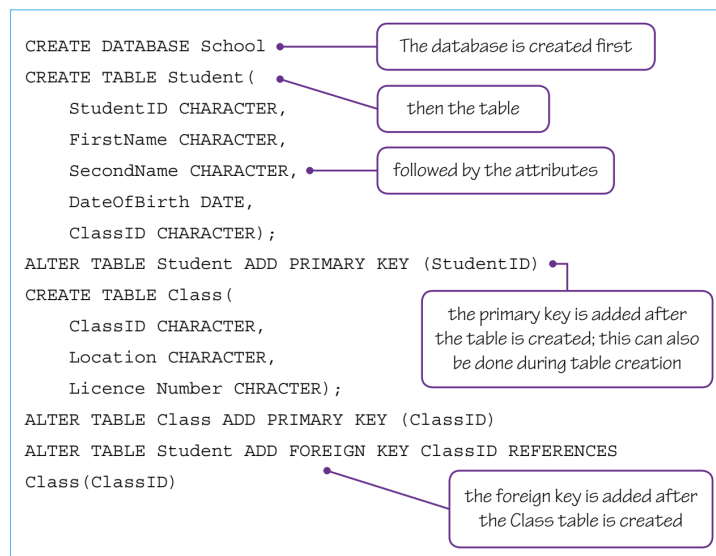 CREATE DATABASE School
The database is created first
CREATE TABLE Student(
then the table
StudentID CHARACTER,
FirstName CHARACTER,
SecondName CHARACTER,
followed by the attributes
DateOfBirth DATE,
ClassID CHARACTER);
ALTER TABLE Student ADD PRIMARY KEY (StudentID)
the primary key is added after
the table is created; this can also
be done during table creation
CREATE TABLE Class(
ClassID CHARACTER,
Location CHARACTER,
Licence Number CHRACTER);
ALTER TABLE Class ADD PRIMARY KEY (ClassID)
ALTER TABLE Student ADD FOREIGN KEY ClassID REFERENCES
Class(ClassID)
the foreign key is added after
the Class table is created